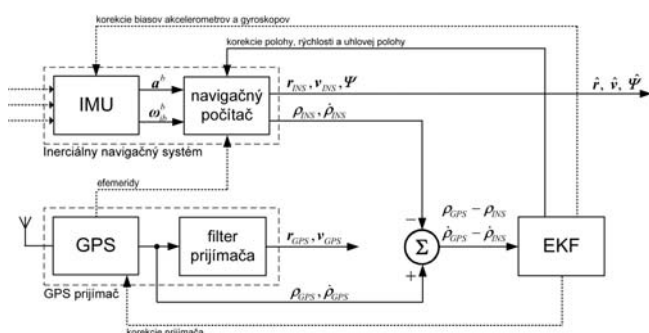 korekcie biasov akcelerometrov a gyroskopov
korekcie polohy, rýchlosti a uhlovej polohy
IMU
a^b
ω^b_ib
navigačný
počítač
r_INS, v_INS, Ψ
r̂, v̂, Ψ̂
ρ_INS, ρ̇_INS
Inerciálny navigačný systém
efemeridy
GPS
filter
prijímača
r_GPS, v_GPS
−
Σ
+
ρ_GPS − ρ_INS
ρ̇_GPS − ρ̇_INS
EKF
GPS prijímač
ρ_GPS, ρ̇_GPS
korekcie prijímača